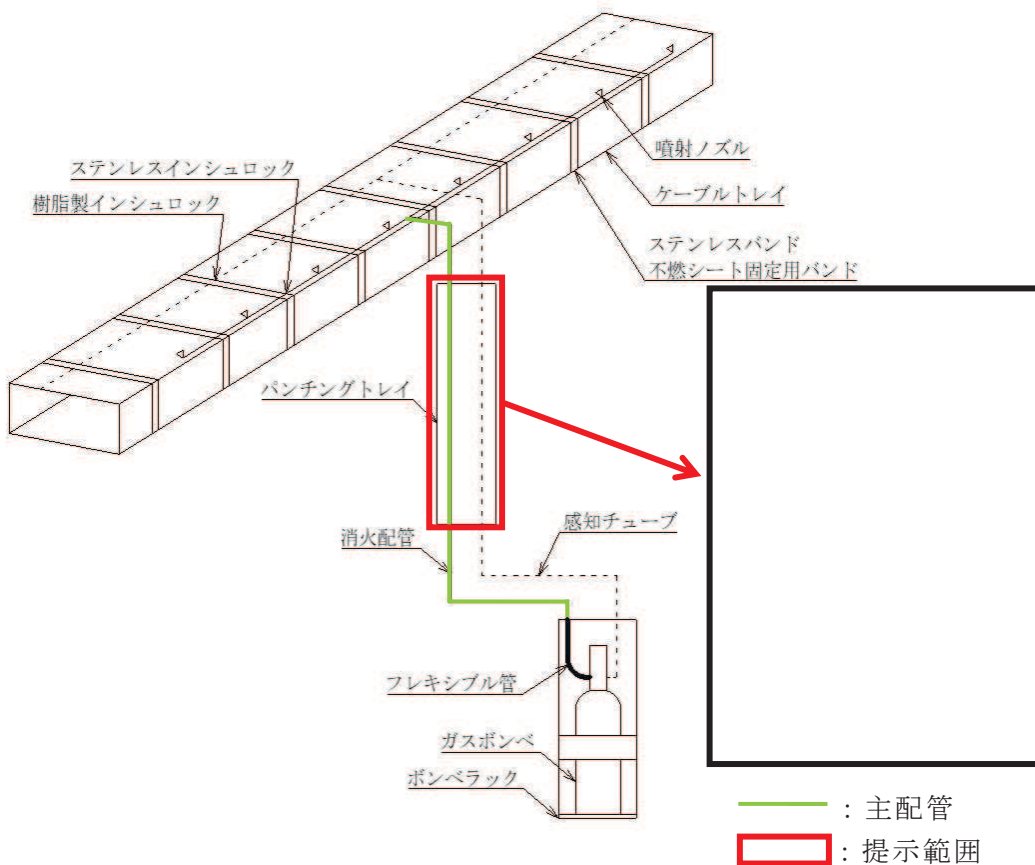 ステンレスインシュロック
樹脂製インシュロック
噴射ノズル
ケーブルトレイ
ステンレスバンド
不燃シート固定用バンド
パンチングトレイ
消火配管
感知チューブ
フレキシブル管
ガスボンベ
ボンベラック
：主配管
：提示範囲